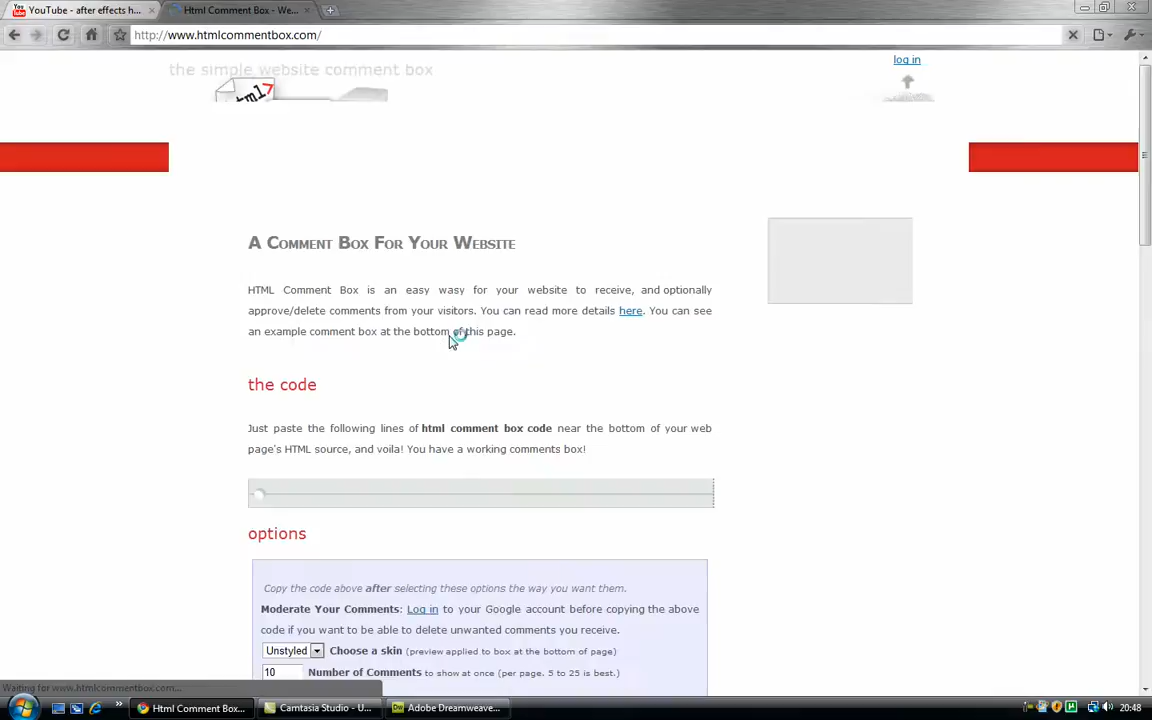 YouTube - after effects h...
Html Comment Box - We...
http://www.htmlcommentbox.com/
the simple website comment box
log in
html>
A Comment Box For Your Website
HTML Comment Box is an easy wasy for your website to receive, and optionally
approve/delete comments from your visitors. You can read more details here. You can see
an example comment box at the bottom of this page.
the code
Just paste the following lines of html comment box code near the bottom of your web
page's HTML source, and voila! You have a working comments box!
options
Copy the code above after selecting these options the way you want them.
Moderate Your Comments: Log in to your Google account before copying the above
code if you want to be able to delete unwanted comments you receive.
Unstyled Choose a skin (preview applied to box at the bottom of page)
10 Number of Comments to show at once (per page. 5 to 25 is best.)
Waiting for www.htmlcommentbox.com...
Html Comment Box...
Camtasia Studio - U...
Adobe Dreamweave...
20:48